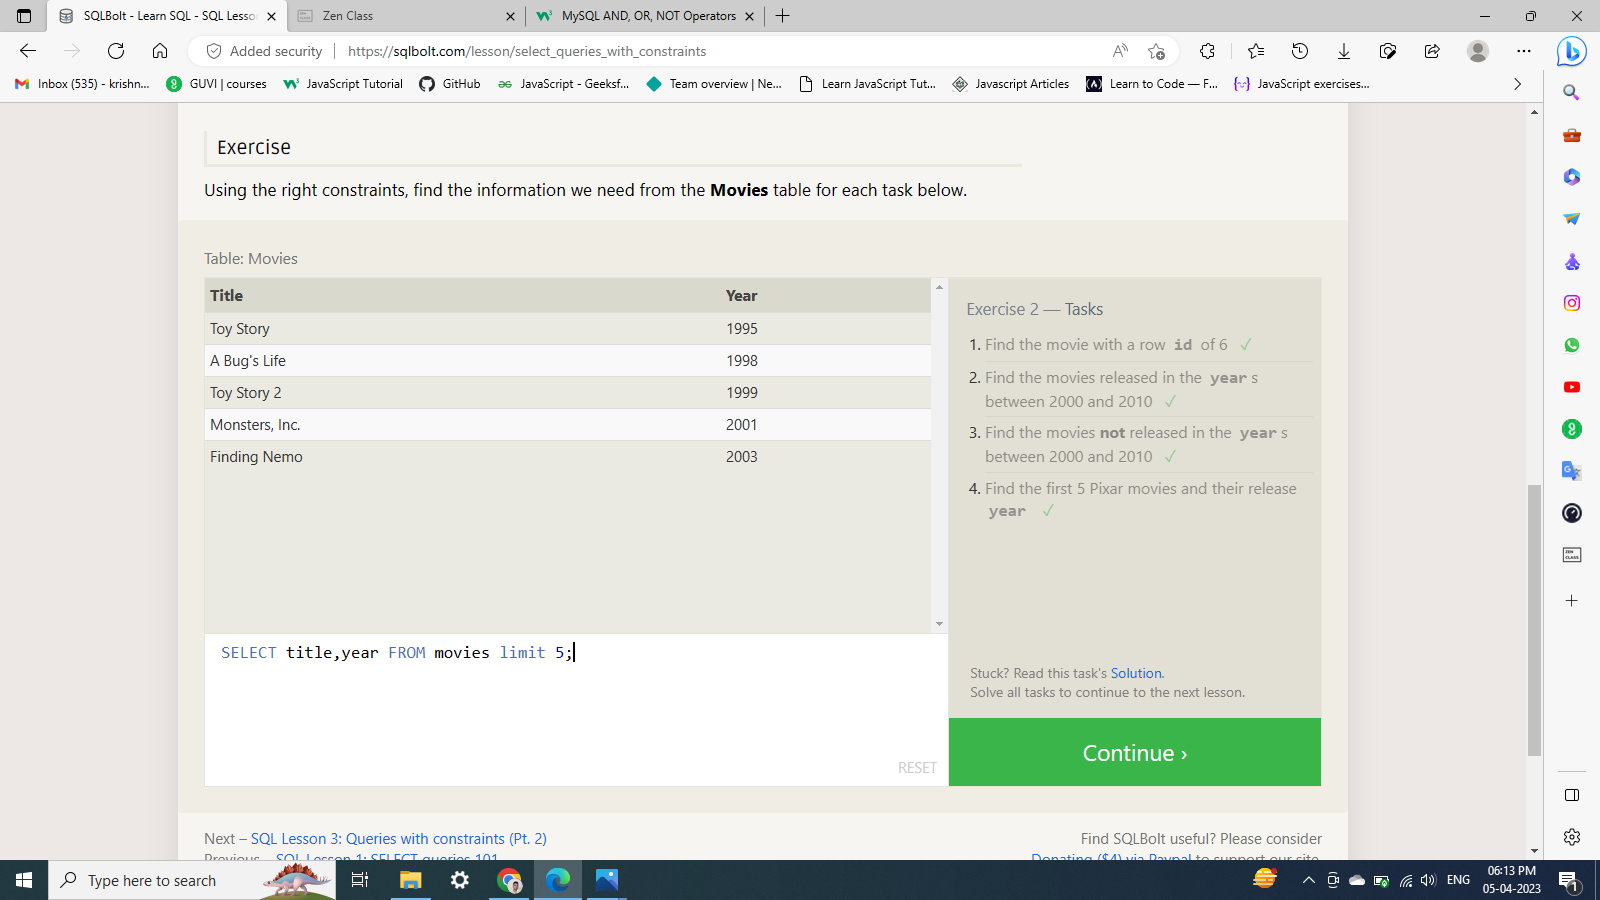 SQLBolt - Learn SQL - SQL Lesso
Zen Class
MySQL AND, OR, NOT Operators
Added security
https://sqlbolt.com/lesson/select_queries_with_constraints
Inbox (535) - krishn...
GUVI | courses
JavaScript Tutorial
GitHub
JavaScript - Geeksf...
Team overview | Ne...
Learn JavaScript Tut...
Javascript Articles
Learn to Code — F...
JavaScript exercises...
Exercise
Using the right constraints, find the information we need from the Movies table for each task below.
Table: Movies
Title Year
Toy Story 1995
A Bug's Life 1998
Toy Story 2 1999
Monsters, Inc. 2001
Finding Nemo 2003
SELECT title,year FROM movies limit 5;
RESET
Exercise 2 — Tasks
1. Find the movie with a row id of 6 ✓
2. Find the movies released in the year s
between 2000 and 2010 ✓
3. Find the movies not released in the year s
between 2000 and 2010 ✓
4. Find the first 5 Pixar movies and their release
year ✓
Stuck? Read this task's Solution.
Solve all tasks to continue to the next lesson.
Continue ›
Next – SQL Lesson 3: Queries with constraints (Pt. 2)
Previous – SQL Lesson 1: SELECT queries 101
Find SQLBolt useful? Please consider
Donating ($4) via Paypal to support our site.
Type here to search
ENG
06:13 PM
05-04-2023
1